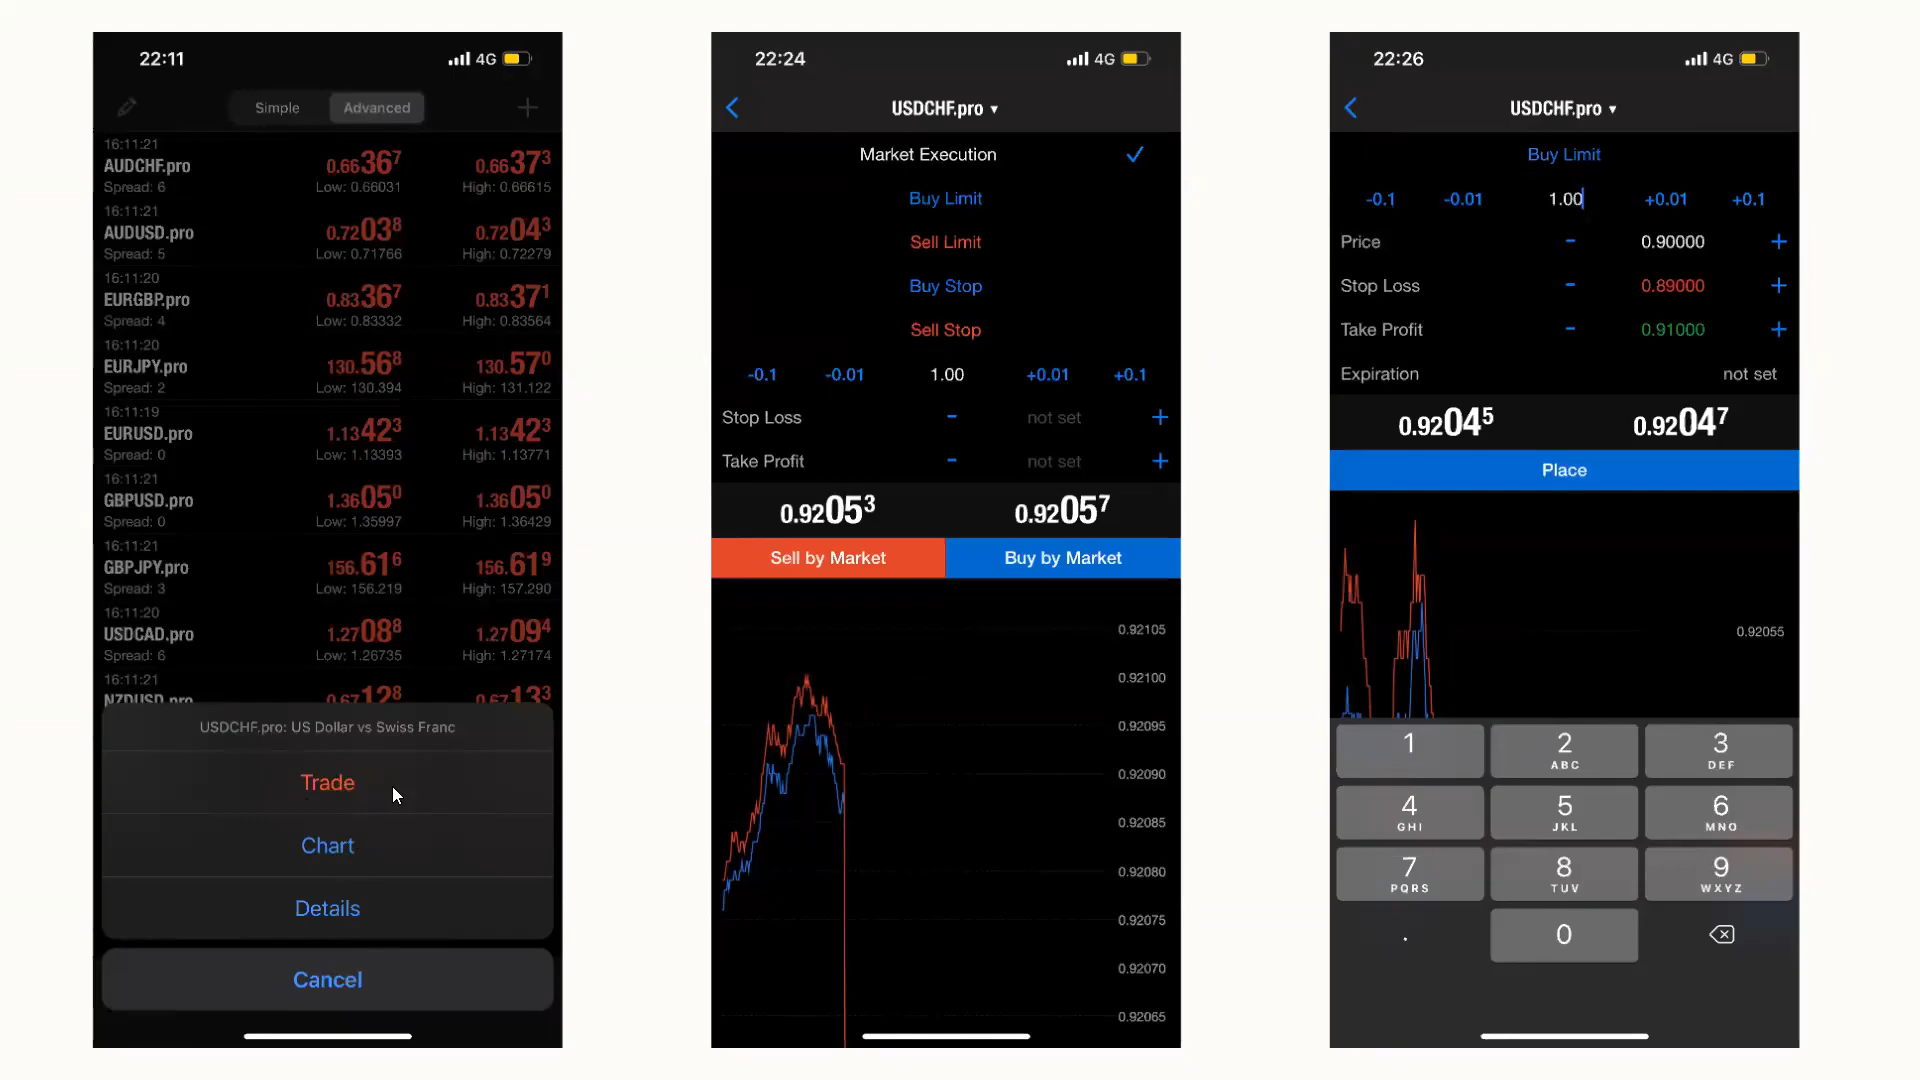 22:11
4G
Simple
Advanced
16:11:21
AUDCHF.pro 0.66367 0.66373
Spread: 6 Low: 0.66031 High: 0.66615
16:11:21
AUDUSD.pro 0.72038 0.72043
Spread: 5 Low: 0.71766 High: 0.72279
16:11:20
EURGBP.pro 0.83367 0.83371
Spread: 4 Low: 0.83332 High: 0.83564
16:11:20
EURJPY.pro 130.568 130.570
Spread: 2 Low: 130.394 High: 131.122
16:11:19
EURUSD.pro 1.13423 1.13423
Spread: 0 Low: 1.13393 High: 1.13771
16:11:21
GBPUSD.pro 1.36050 1.36050
Spread: 0 Low: 1.35997 High: 1.36429
16:11:21
GBPJPY.pro 156.616 156.619
Spread: 3 Low: 156.219 High: 157.290
16:11:20
USDCAD.pro 1.27088 1.27094
Spread: 6 Low: 1.26735 High: 1.27174
16:11:21
NZDUSD.pro 0.67128 0.67133
USDCHF.pro: US Dollar vs Swiss Franc
Trade
Chart
Details
Cancel
22:24
4G
USDCHF.pro
Market Execution
Buy Limit
Sell Limit
Buy Stop
Sell Stop
-0.1 -0.01 1.00 +0.01 +0.1
Stop Loss - not set +
Take Profit - not set +
0.92053 0.92057
Sell by Market Buy by Market
0.92105
0.92100
0.92095
0.92090
0.92085
0.92080
0.92075
0.92070
0.92065
22:26
4G
USDCHF.pro
Buy Limit
-0.1 -0.01 1.00 +0.01 +0.1
Price - 0.90000 +
Stop Loss - 0.89000 +
Take Profit - 0.91000 +
Expiration not set
0.92045 0.92047
Place
0.92055
1 2 3
ABC DEF
4 5 6
GHI JKL MNO
7 8 9
PQRS TUV WXYZ
. 0